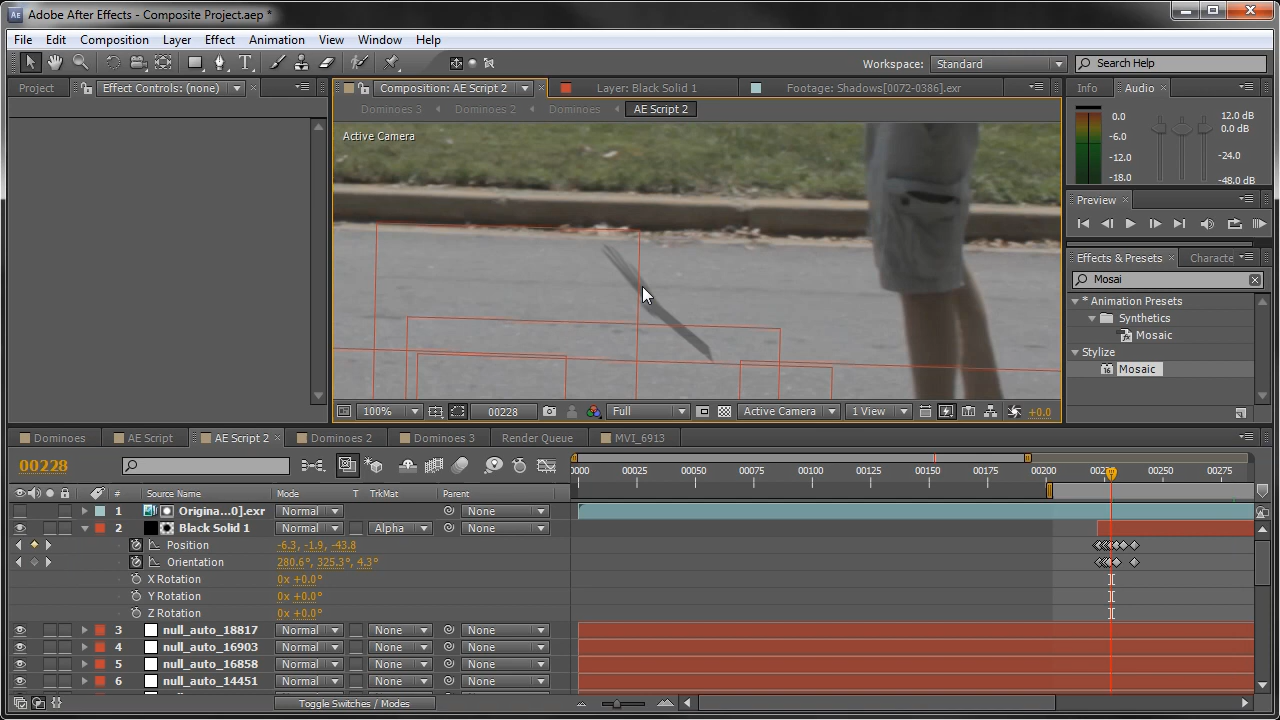 Adobe After Effects - Composite Project.aep *
File Edit Composition Layer Effect Animation View Window Help
Workspace: Standard Search Help
Project Effect Controls: (none) Composition: AE Script 2 Layer: Black Solid 1 Footage: Shadows[0072-0386].exr Info Audio
Dominoes 3 Dominoes 2 Dominoes AE Script 2
Active Camera
0.0 12.0 dB
-6.0 0.0 dB
-12.0 -24.0
-18.0 -48.0 dB
Preview
Effects & Presets Characte
Mosai
* Animation Presets
Synthetics
Mosaic
Stylize
Mosaic
100% 00228 Full Active Camera 1 View +0.0
Dominoes AE Script AE Script 2 Dominoes 2 Dominoes 3 Render Queue MVI_6913
00228
0000 00025 00050 00075 00100 00125 00150 00175 00200 00250 00275
# Source Name Mode T TrkMat Parent
1 Origina...0].exr Normal None
2 Black Solid 1 Normal Alpha None
Position -6.3, -1.9, -43.8
Orientation 280.6°, 325.3°, 4.3°
X Rotation 0x +0.0°
Y Rotation 0x +0.0°
Z Rotation 0x +0.0°
3 null_auto_18817 Normal None None
4 null_auto_16903 Normal None None
5 null_auto_16858 Normal None None
6 null_auto_14451 Normal None None
Toggle Switches / Modes